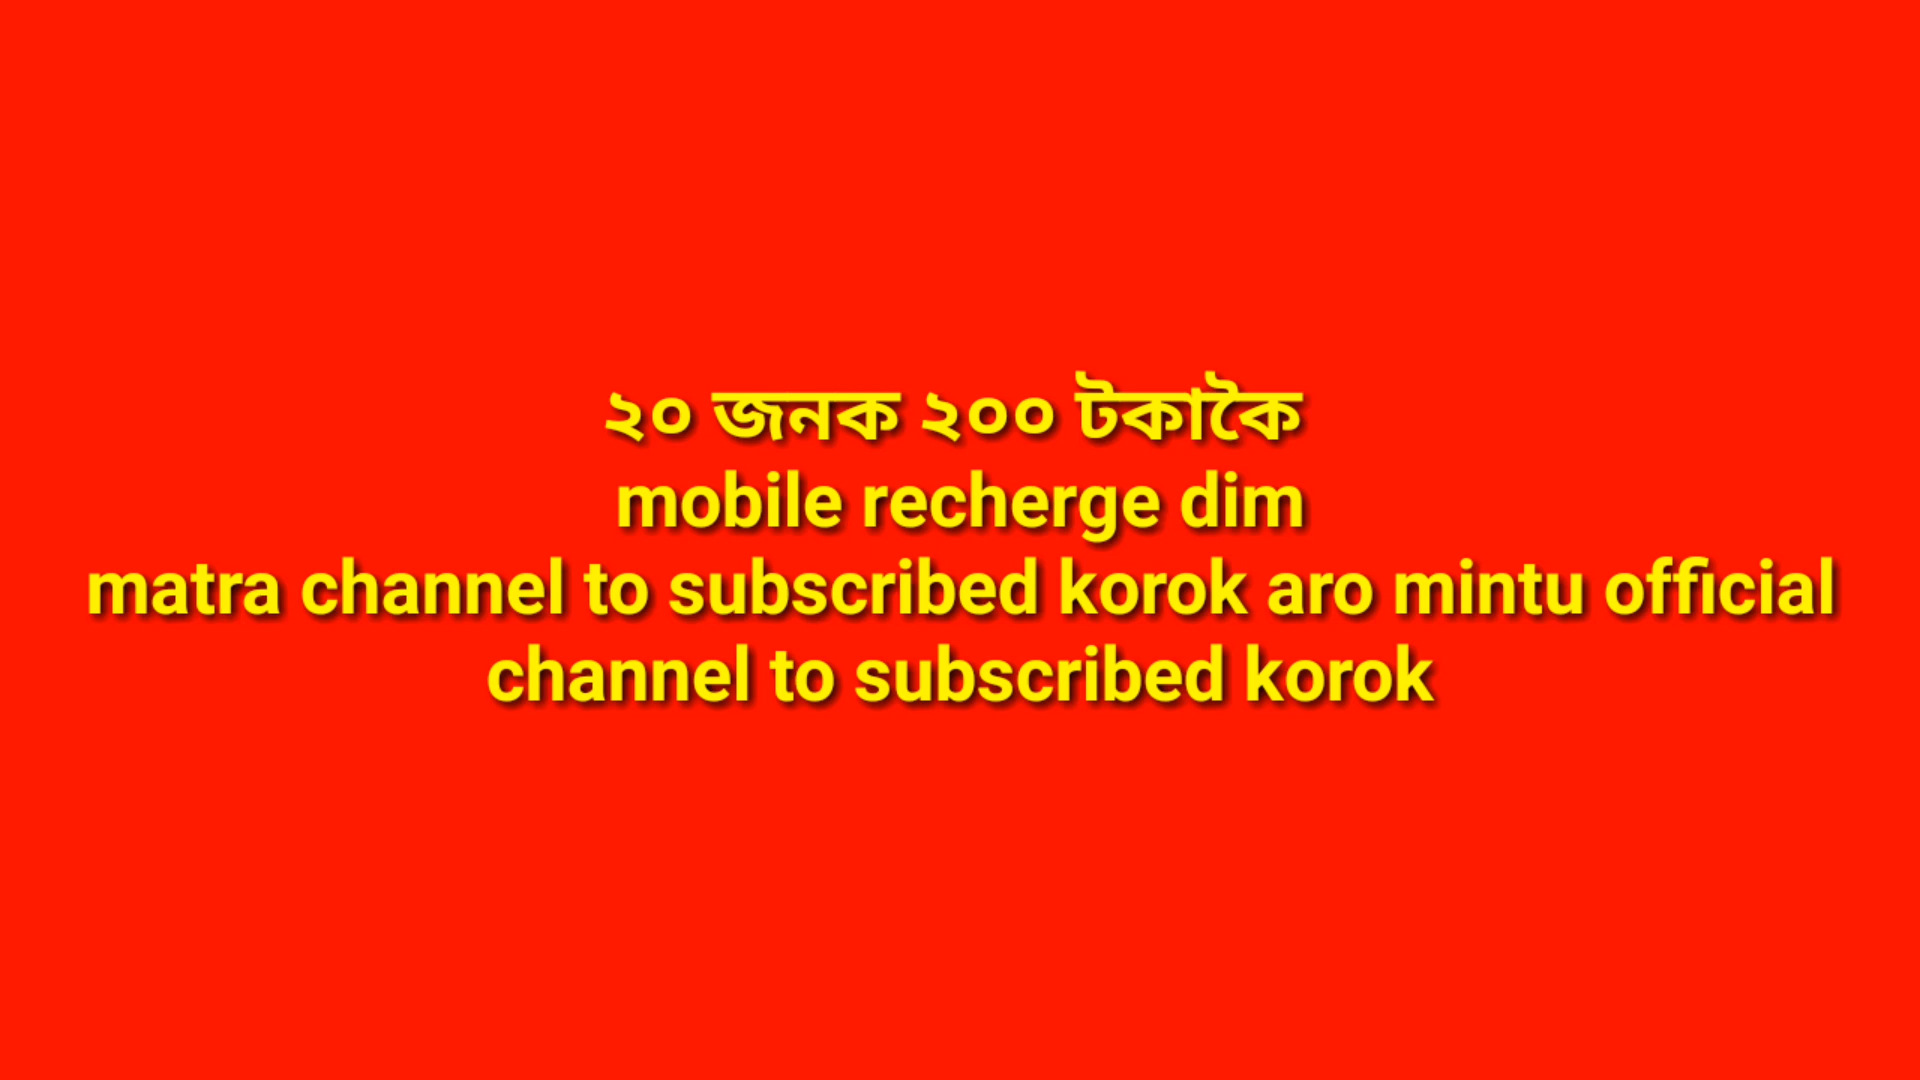 ২০ জনক ২০০ টকাকৈ
mobile recherge dim
matra channel to subscribed korok aro mintu official
channel to subscribed korok